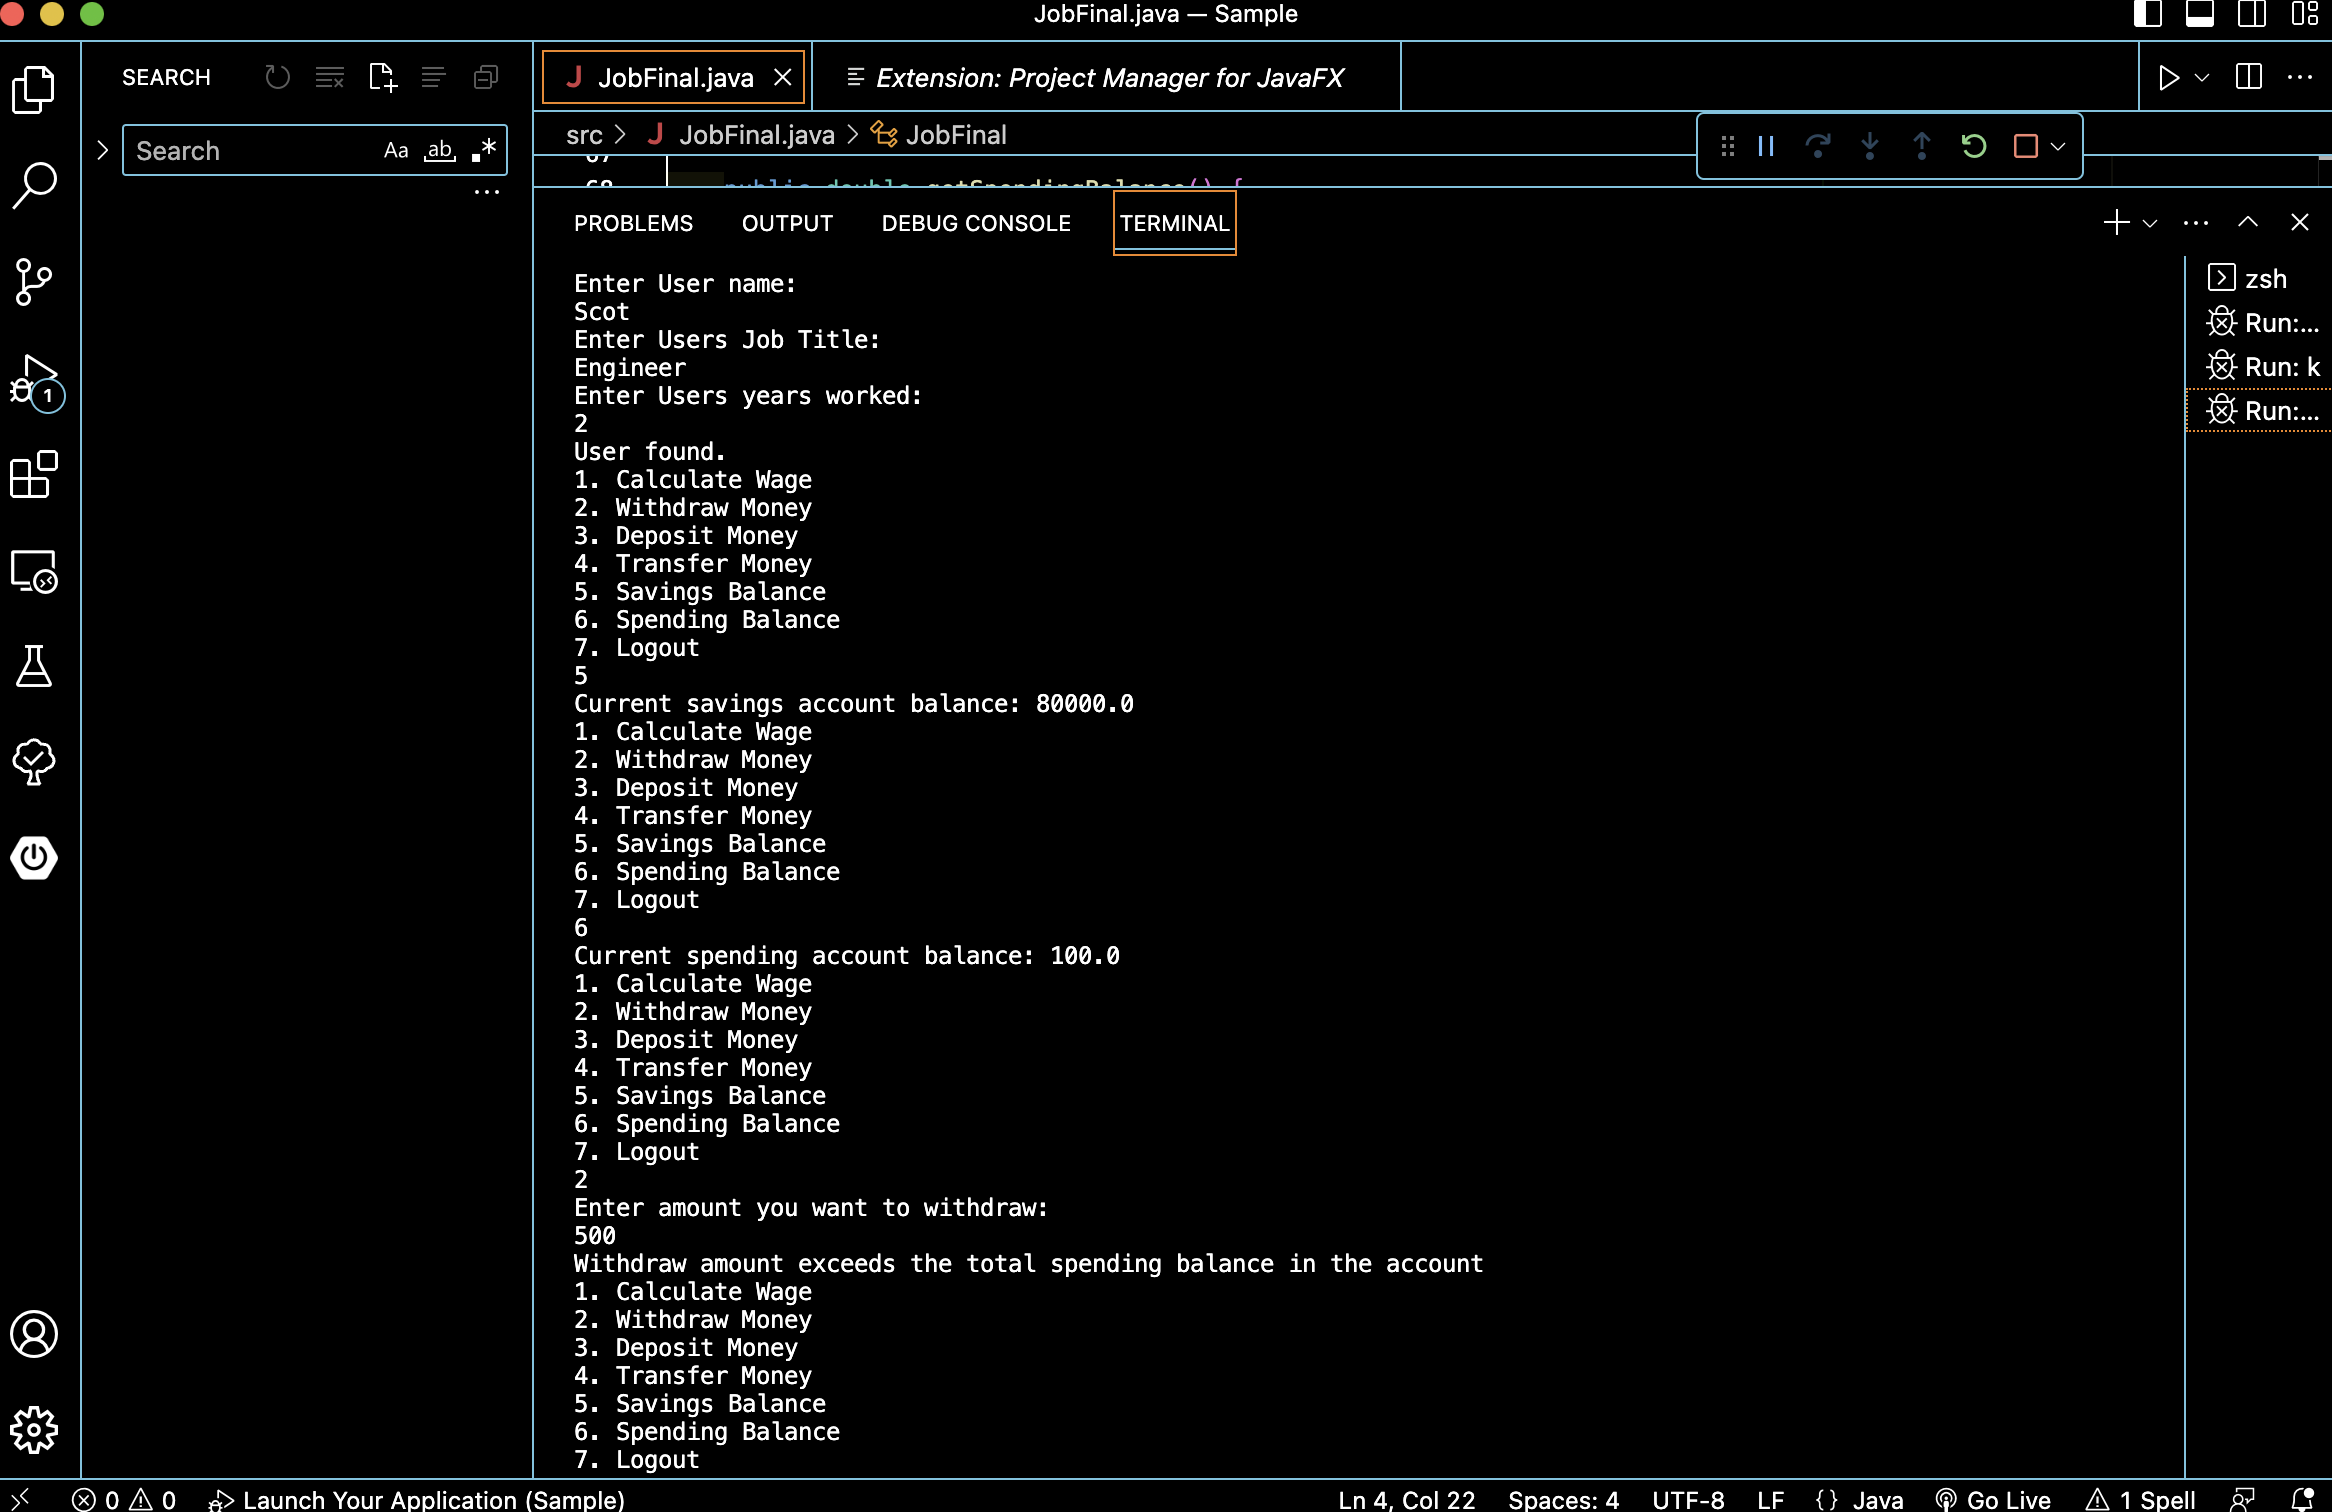 JobFinal.java — Sample
SEARCH
JobFinal.java
Extension: Project Manager for JavaFX
Search
Aa
ab
src
JobFinal.java
JobFinal
67
68 public double getSpendingBalance() {
PROBLEMS OUTPUT DEBUG CONSOLE TERMINAL
Enter User name:
Scot
Enter Users Job Title:
Engineer
Enter Users years worked:
2
User found.
1. Calculate Wage
2. Withdraw Money
3. Deposit Money
4. Transfer Money
5. Savings Balance
6. Spending Balance
7. Logout
5
Current savings account balance: 80000.0
1. Calculate Wage
2. Withdraw Money
3. Deposit Money
4. Transfer Money
5. Savings Balance
6. Spending Balance
7. Logout
6
Current spending account balance: 100.0
1. Calculate Wage
2. Withdraw Money
3. Deposit Money
4. Transfer Money
5. Savings Balance
6. Spending Balance
7. Logout
2
Enter amount you want to withdraw:
500
Withdraw amount exceeds the total spending balance in the account
1. Calculate Wage
2. Withdraw Money
3. Deposit Money
4. Transfer Money
5. Savings Balance
6. Spending Balance
7. Logout
zsh
Run:...
Run: k
Run:...
1
0 0 Launch Your Application (Sample)
Ln 4, Col 22 Spaces: 4 UTF-8 LF {} Java Go Live 1 Spell